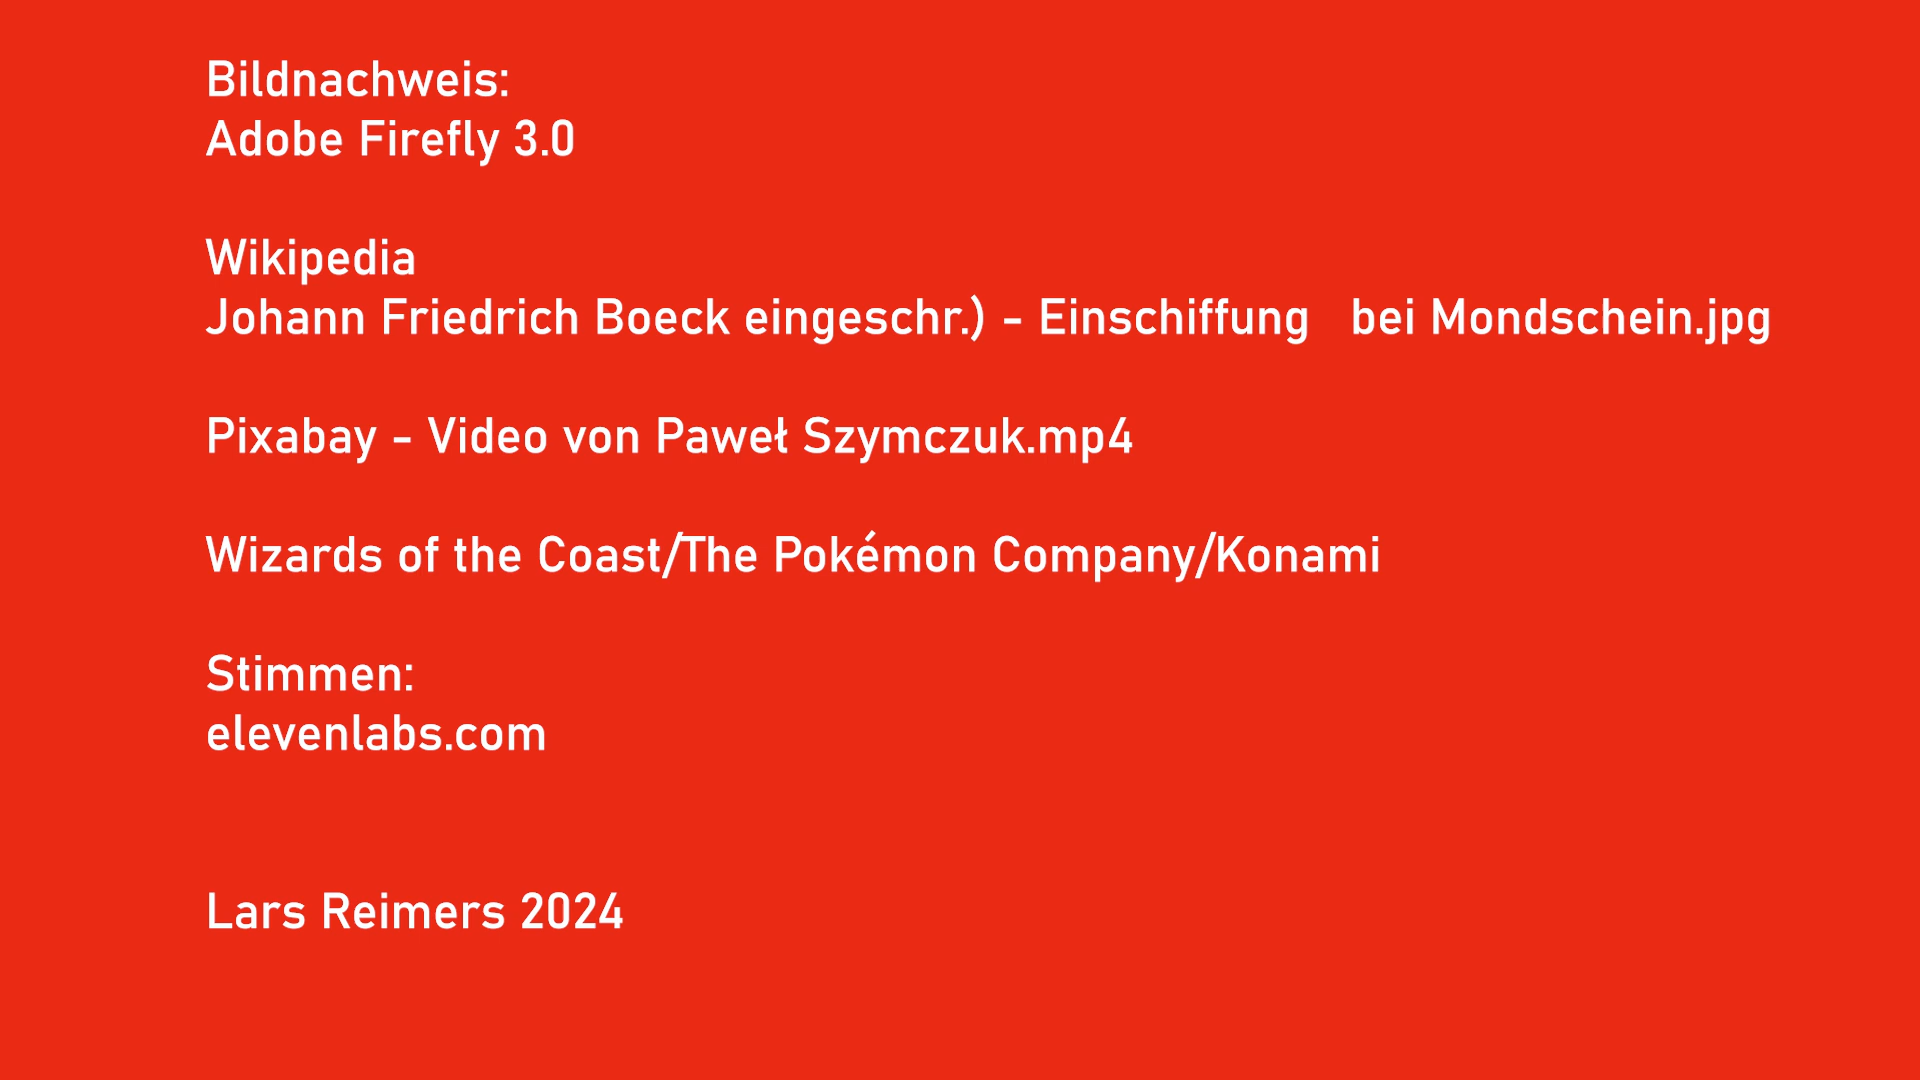 Bildnachweis:
Adobe Firefly 3.0
Wikipedia
Johann Friedrich Boeck eingeschr.) - Einschiffung   bei Mondschein.jpg
Pixabay - Video von Paweł Szymczuk.mp4
Wizards of the Coast/The Pokémon Company/Konami
Stimmen:
elevenlabs.com
Lars Reimers 2024